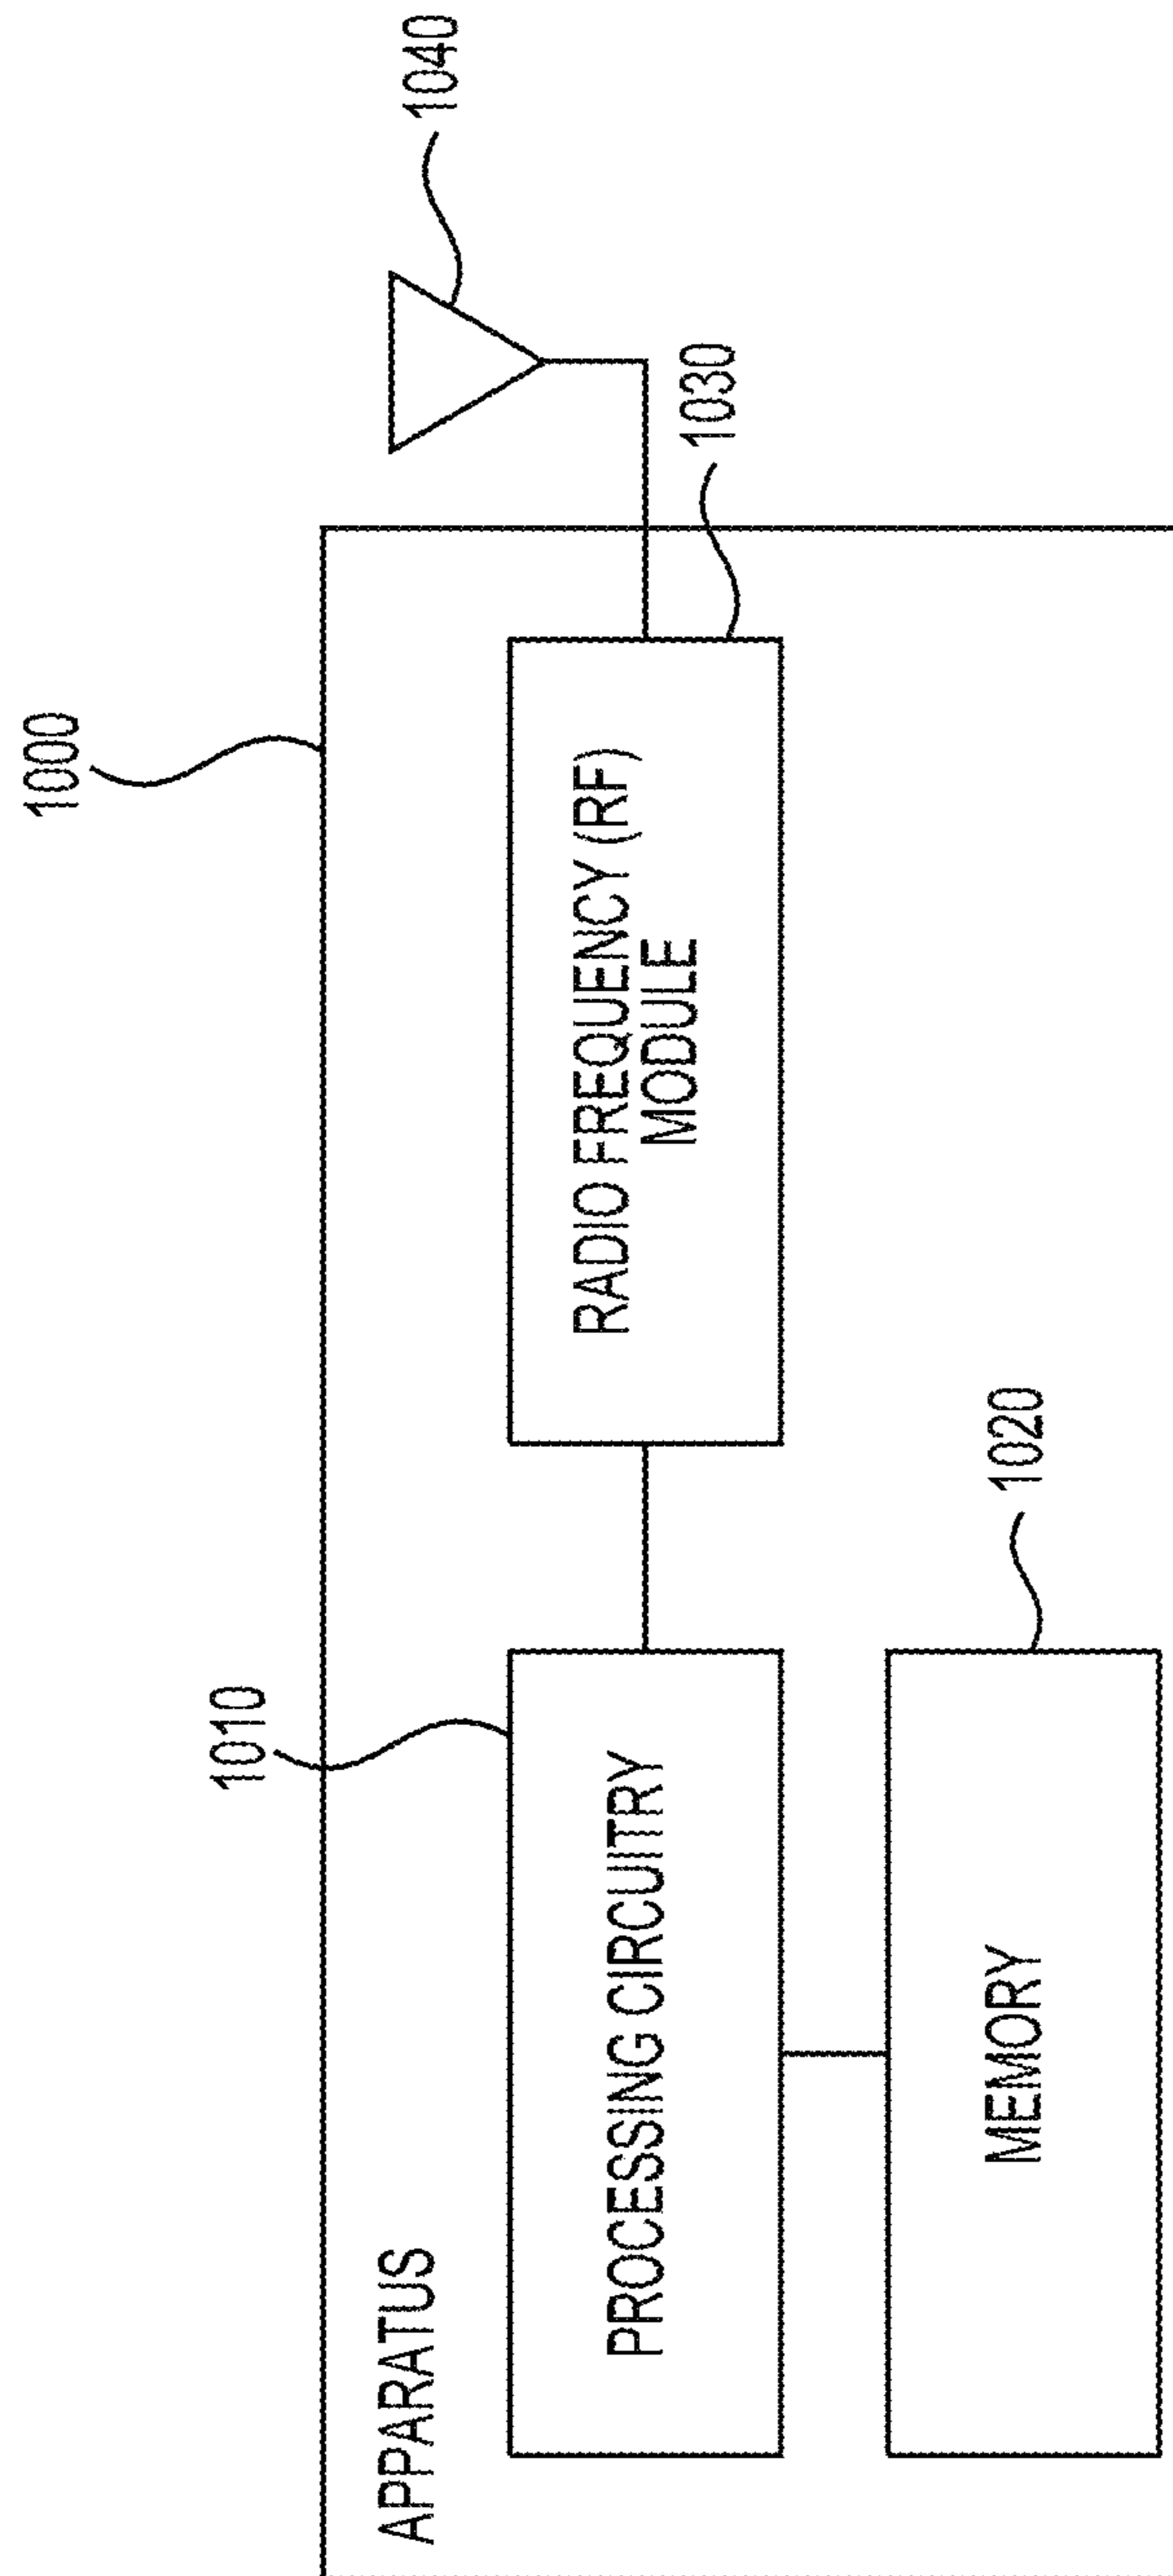 1000
APPARATUS
1010
PROCESSING CIRCUITRY
RADIO FREQUENCY (RF)
MODULE
1040
1030
MEMORY
1020